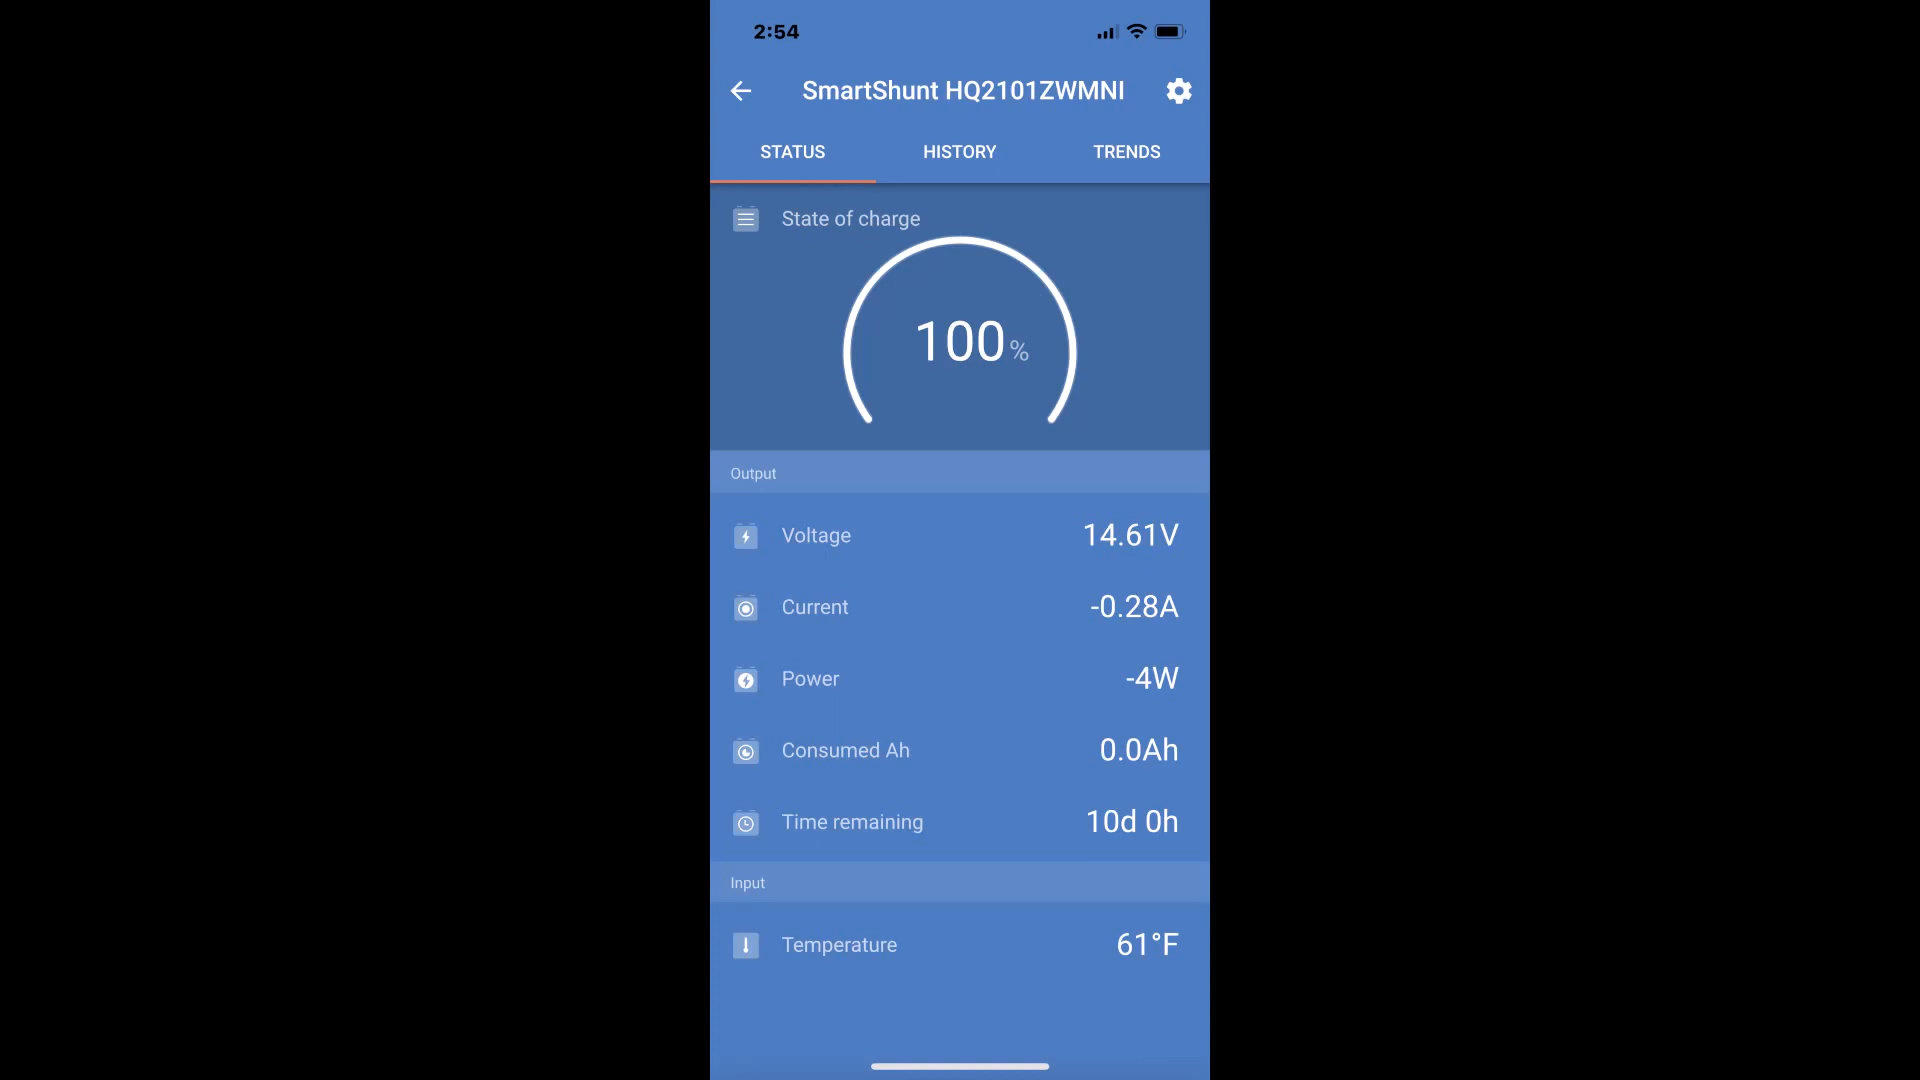 2:54
SmartShunt HQ2101ZWMNI
STATUS HISTORY TRENDS
State of charge
100 %
Output
Voltage 14.61V
Current -0.28A
Power -4W
Consumed Ah 0.0Ah
Time remaining 10d 0h
Input
Temperature 61°F